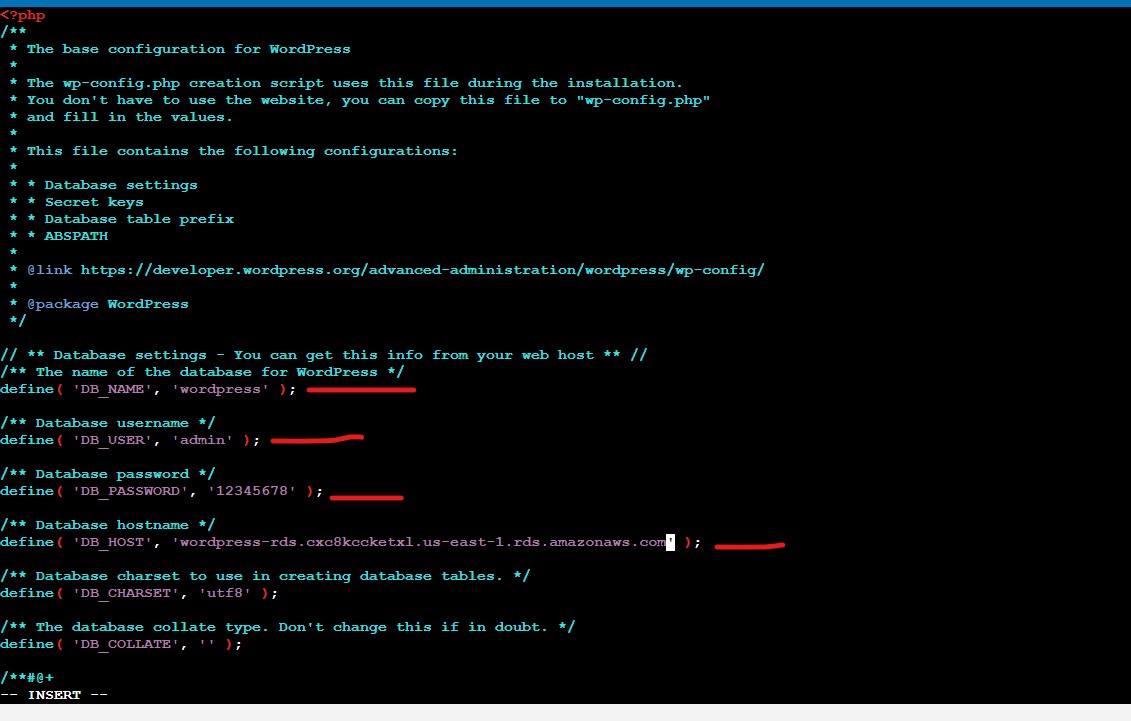 <?php
/**
 * The base configuration for WordPress
 *
 * The wp-config.php creation script uses this file during the installation.
 * You don't have to use the website, you can copy this file to "wp-config.php"
 * and fill in the values.
 *
 * This file contains the following configurations:
 *
 * * Database settings
 * * Secret keys
 * * Database table prefix
 * * ABSPATH
 *
 * @link https://developer.wordpress.org/advanced-administration/wordpress/wp-config/
 *
 * @package WordPress
 */

// ** Database settings - You can get this info from your web host ** //
/** The name of the database for WordPress */
define( 'DB_NAME', 'wordpress' );

/** Database username */
define( 'DB_USER', 'admin' );

/** Database password */
define( 'DB_PASSWORD', '12345678' );

/** Database hostname */
define( 'DB_HOST', 'wordpress-rds.cxc8kccketxl.us-east-1.rds.amazonaws.com' );

/** Database charset to use in creating database tables. */
define( 'DB_CHARSET', 'utf8' );

/** The database collate type. Don't change this if in doubt. */
define( 'DB_COLLATE', '' );

/**#@+
-- INSERT --